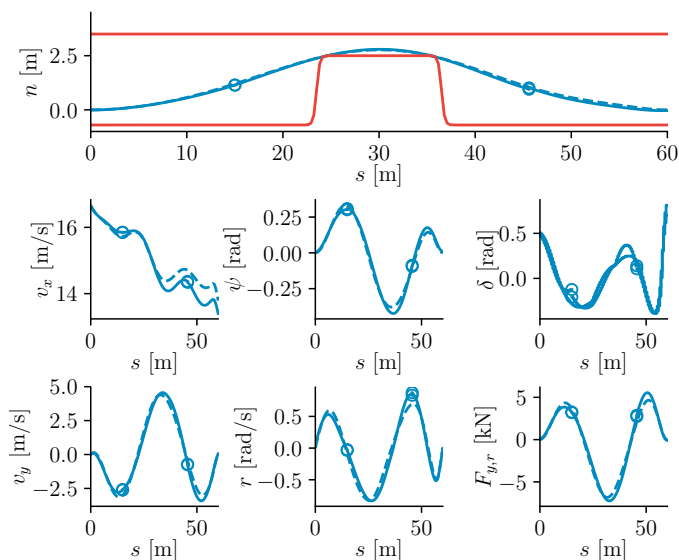 n [m]
2.5
0.0
0 10 20 30 40 50 60
s [m]
v_x [m/s]
16
14
0 50
s [m]
ψ [rad]
0.25
0.00
−0.25
0 50
s [m]
δ [rad]
0.5
0.0
0 50
s [m]
v_y [m/s]
5.0
2.5
0.0
−2.5
0 50
s [m]
r [rad/s]
0.5
0.0
−0.5
0 50
s [m]
F_{y,r} [kN]
5
0
−5
0 50
s [m]